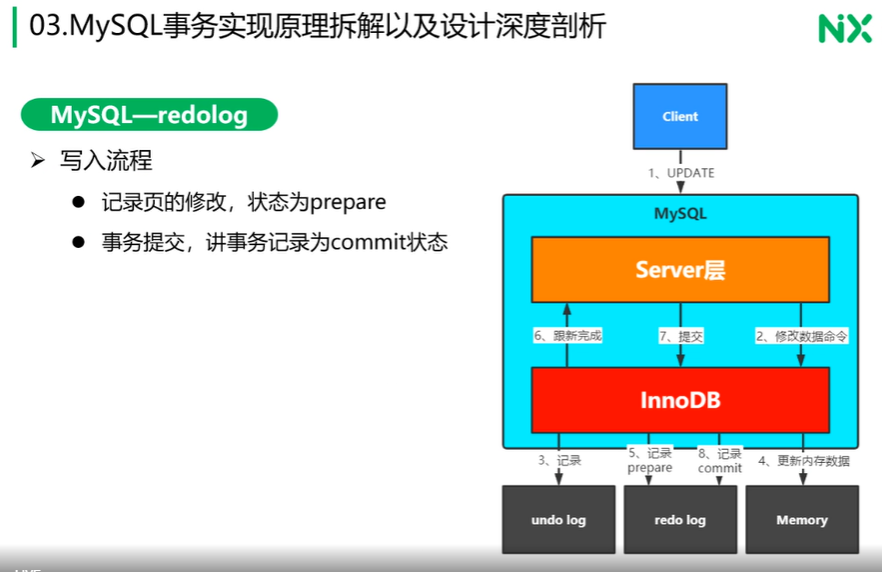 03.MySQL事务实现原理拆解以及设计深度剖析
NiX
MySQL—redolog
写入流程
记录页的修改，状态为prepare
事务提交，讲事务记录为commit状态
Client
1、UPDATE
MySQL
Server层
6、跟新完成
7、提交
2、修改数据命令
InnoDB
3、记录
5、记录
prepare
8、记录
commit
4、更新内存数据
undo log
redo log
Memory